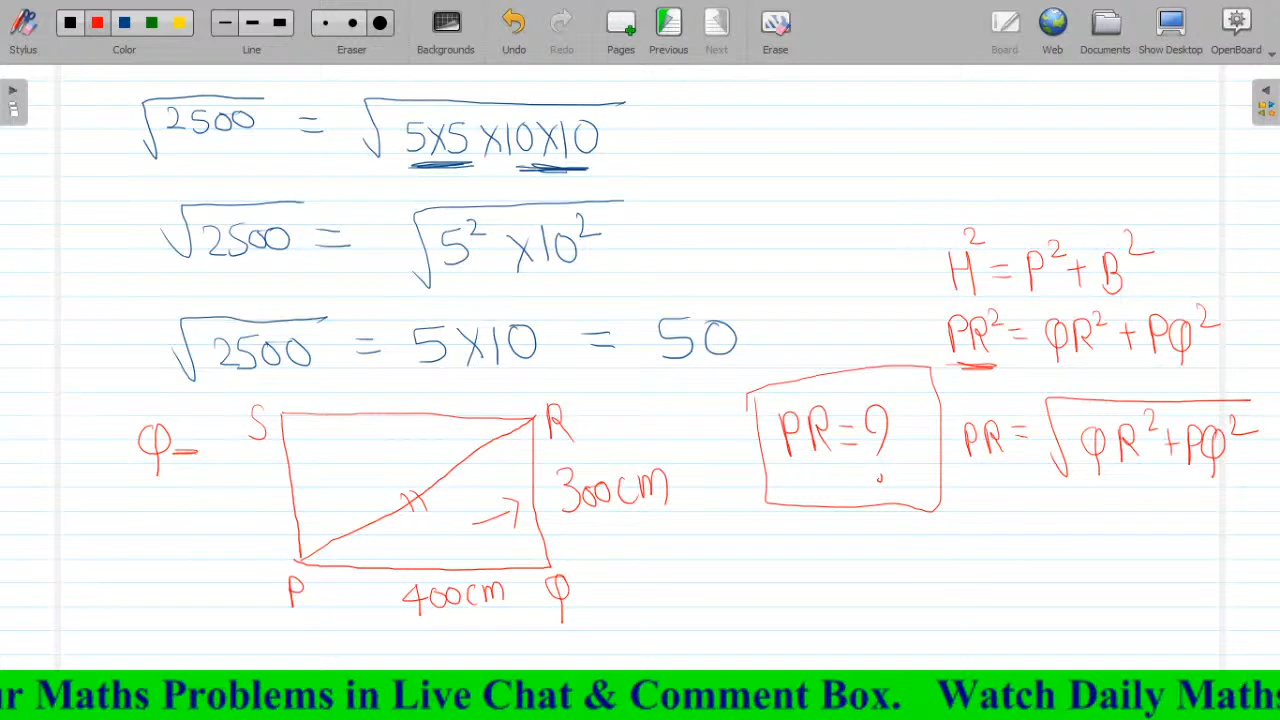 Stylus Color Line Eraser Backgrounds Undo Redo Pages Previous Next Erase Board Web Documents Show Desktop OpenBoard
√2500 = √5×5×10×10
√2500 = √5²×10²
√2500 = 5×10 = 50
H² = P² + B²
PR² = QR² + PQ²
PR = √QR²+PQ²
PR=?
Q=
S R
300cm
P 400cm Q
ur Maths Problems in Live Chat & Comment Box. Watch Daily Maths